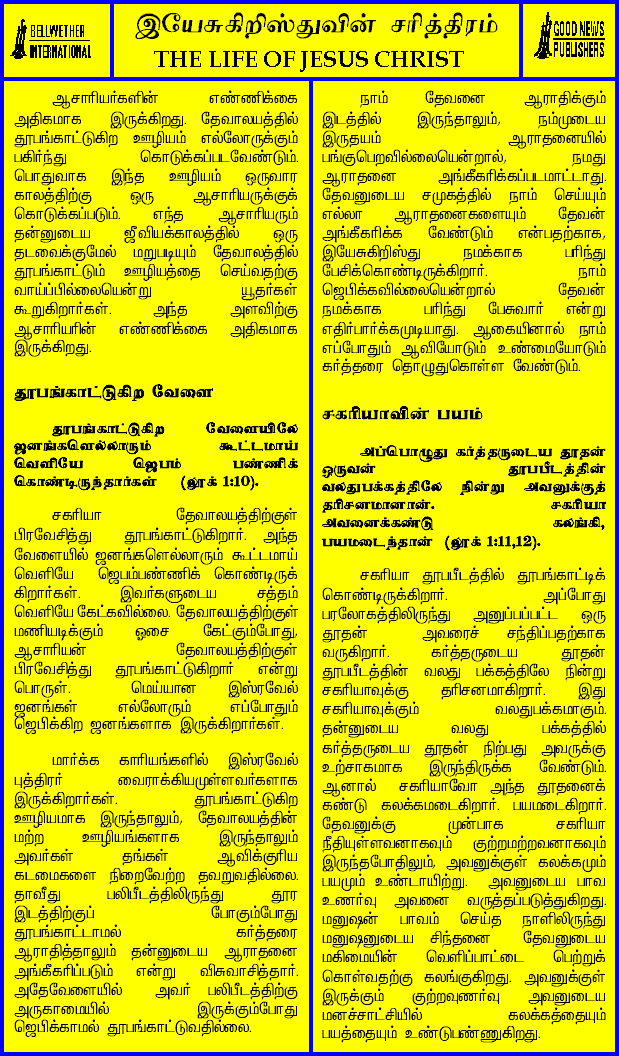 BELLWETHER
INTERNATIONAL
இயேசுகிறிஸ்துவின் சரித்திரம்
THE LIFE OF JESUS CHRIST
GOOD NEWS
PUBLISHERS
ஆசாரியர்களின் எண்ணிக்கை
அதிகமாக இருக்கிறது. தேவாலயத்தில்
தூபங்காட்டுகிற ஊழியம் எல்லோருக்கும்
பகிர்ந்து கொடுக்கப்படவேண்டும்.
பொதுவாக இந்த ஊழியம் ஒருவார
காலத்திற்கு ஒரு ஆசாரியருக்குக்
கொடுக்கப்படும். எந்த ஆசாரியரும்
தன்னுடைய ஜீவியக்காலத்தில் ஒரு
தடவைக்குமேல் மறுபடியும் தேவாலத்தில்
தூபங்காட்டும் ஊழியத்தை செய்வதற்கு
வாய்ப்பில்லையென்று யூதர்கள்
கூறுகிறார்கள். அந்த அளவிற்கு
ஆசாரியரின் எண்ணிக்கை அதிகமாக
இருக்கிறது.
தூபங்காட்டுகிற வேளை
தூபங்காட்டுகிற வேளையிலே
ஜனங்களெல்லாரும் கூட்டமாய்
வெளியே ஜெபம் பண்ணிக்
கொண்டிருந்தார்கள் (லூக் 1:10).
சகரியா தேவாலயத்திற்குள்
பிரவேசித்து தூபங்காட்டுகிறார். அந்த
வேளையில் ஜனங்களெல்லாரும் கூட்டமாய்
வெளியே ஜெபம்பண்ணிக் கொண்டிருக்
கிறார்கள். இவர்களுடைய சத்தம்
வெளியே கேட்கவில்லை. தேவாலயத்திற்குள்
மணியடிக்கும் ஓசை கேட்கும்போது,
ஆசாரியன் தேவாலயத்திற்குள்
பிரவேசித்து தூபங்காட்டுகிறார் என்று
பொருள். மெய்யான இஸ்ரவேல்
ஜனங்கள் எல்லோரும் எப்போதும்
ஜெபிக்கிற ஜனங்களாக இருக்கிறார்கள்.
மார்க்க காரியங்களில் இஸ்ரவேல்
புத்திரர் வைராக்கியமுள்ளவர்களாக
இருக்கிறார்கள். தூபங்காட்டுகிற
ஊழியமாக இருந்தாலும், தேவாலயத்தின்
மற்ற ஊழியங்களாக இருந்தாலும்
அவர்கள் தங்கள் ஆவிக்குரிய
கடமைகளை நிறைவேற்ற தவறுவதில்லை.
தாவீது பலிபீடத்திலிருந்து தூர
இடத்திற்குப் போகும்போது
தூபங்காட்டாமல் கர்த்தரை
ஆராதித்தாலும் தன்னுடைய ஆராதனை
அங்கீகரிப்படும் என்று விசுவாசித்தார்.
அதேவேளையில் அவர் பலிபீடத்திற்கு
அருகாமையில் இருக்கும்போது
ஜெபிக்காமல் தூபங்காட்டுவதில்லை.
நாம் தேவனை ஆராதிக்கும்
இடத்தில் இருந்தாலும், நம்முடைய
இருதயம் ஆராதனையில்
பங்குபெறவில்லையென்றால், நமது
ஆராதனை அங்கீகரிக்கப்படமாட்டாது.
தேவனுடைய சமுகத்தில் நாம் செய்யும்
எல்லா ஆராதனைகளையும் தேவன்
அங்கீகரிக்க வேண்டும் என்பதற்காக,
இயேசுகிறிஸ்து நமக்காக பரிந்து
பேசிக்கொண்டிருக்கிறார். நாம்
ஜெபிக்கவில்லையென்றால் தேவன்
நமக்காக பரிந்து பேசுவார் என்று
எதிர்பார்க்கமுடியாது. ஆகையினால் நாம்
எப்போதும் ஆவியோடும் உண்மையோடும்
கர்த்தரை தொழுதுகொள்ள வேண்டும்.
சகரியாவின் பயம்
அப்பொழுது கர்த்தருடைய தூதன்
ஒருவன் தூபபீடத்தின்
வலதுபக்கத்திலே நின்று அவனுக்குத்
தரிசனமானான். சகரியா
அவனைக்கண்டு கலங்கி,
பயமடைந்தான் (லூக் 1:11,12).
சகரியா தூபபீடத்தில் தூபங்காட்டிக்
கொண்டிருக்கிறார். அப்போது
பரலோகத்திலிருந்து அனுப்பப்பட்ட ஒரு
தூதன் அவரைச் சந்திப்பதற்காக
வருகிறார். கர்த்தருடைய தூதன்
தூபபீடத்தின் வலது பக்கத்திலே நின்று
சகரியாவுக்கு தரிசனமாகிறார். இது
சகரியாவுக்கும் வலதுபக்கமாகும்.
தன்னுடைய வலது பக்கத்தில்
கர்த்தருடைய தூதன் நிற்பது அவருக்கு
உற்சாகமாக இருந்திருக்க வேண்டும்.
ஆனால் சகரியாவோ அந்த தூதனைக்
கண்டு கலக்கமடைகிறார். பயமடைகிறார்.
தேவனுக்கு முன்பாக சகரியா
நீதியுள்ளவனாகவும் குற்றமற்றவனாகவும்
இருந்தபோதிலும், அவனுக்குள் கலக்கமும்
பயமும் உண்டாயிற்று. அவனுடைய பாவ
உணர்வு அவனை வருத்தப்படுத்துகிறது.
மனுஷன் பாவம் செய்த நாளிலிருந்து
மனுஷனுடைய சிந்தனை தேவனுடைய
மகிமையின் வெளிப்பாட்டை பெற்றுக்
கொள்வதற்கு கலங்குகிறது. அவனுக்குள்
இருக்கும் குற்றவுணர்வு அவனுடைய
மனச்சாட்சியில் கலக்கத்தையும்
பயத்தையும் உண்டுபண்ணுகிறது.